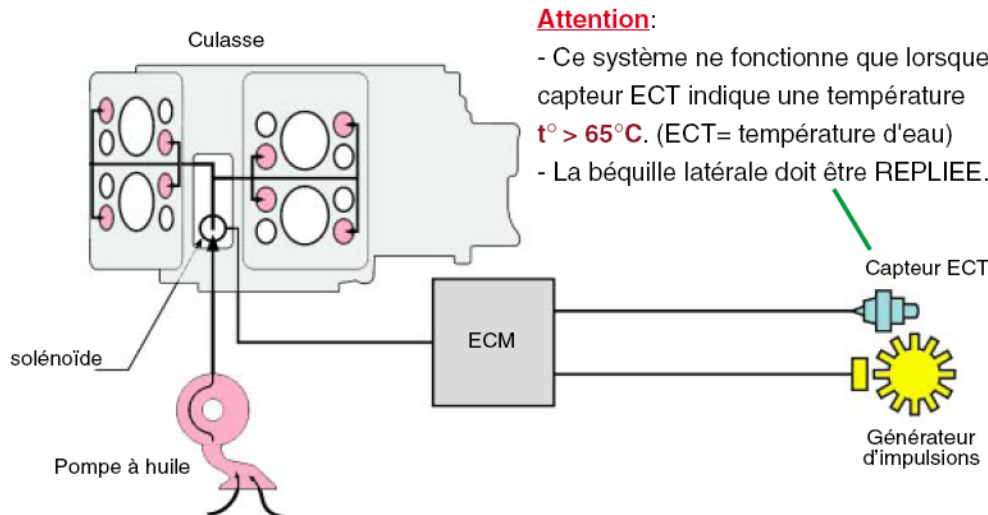 Culasse
Attention:
- Ce système ne fonctionne que lorsque
capteur ECT indique une température
t° > 65°C. (ECT= température d'eau)
- La béquille latérale doit être REPLIEE.
Capteur ECT
ECM
solénoïde
Pompe à huile
Générateur
d'impulsions